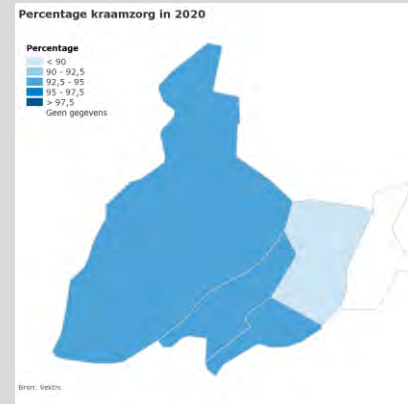 Percentage kraamzorg in 2020
Percentage
< 90
90 - 92,5
92,5 - 95
95 - 97,5
> 97,5
Geen gegevens
Bron: Vektis